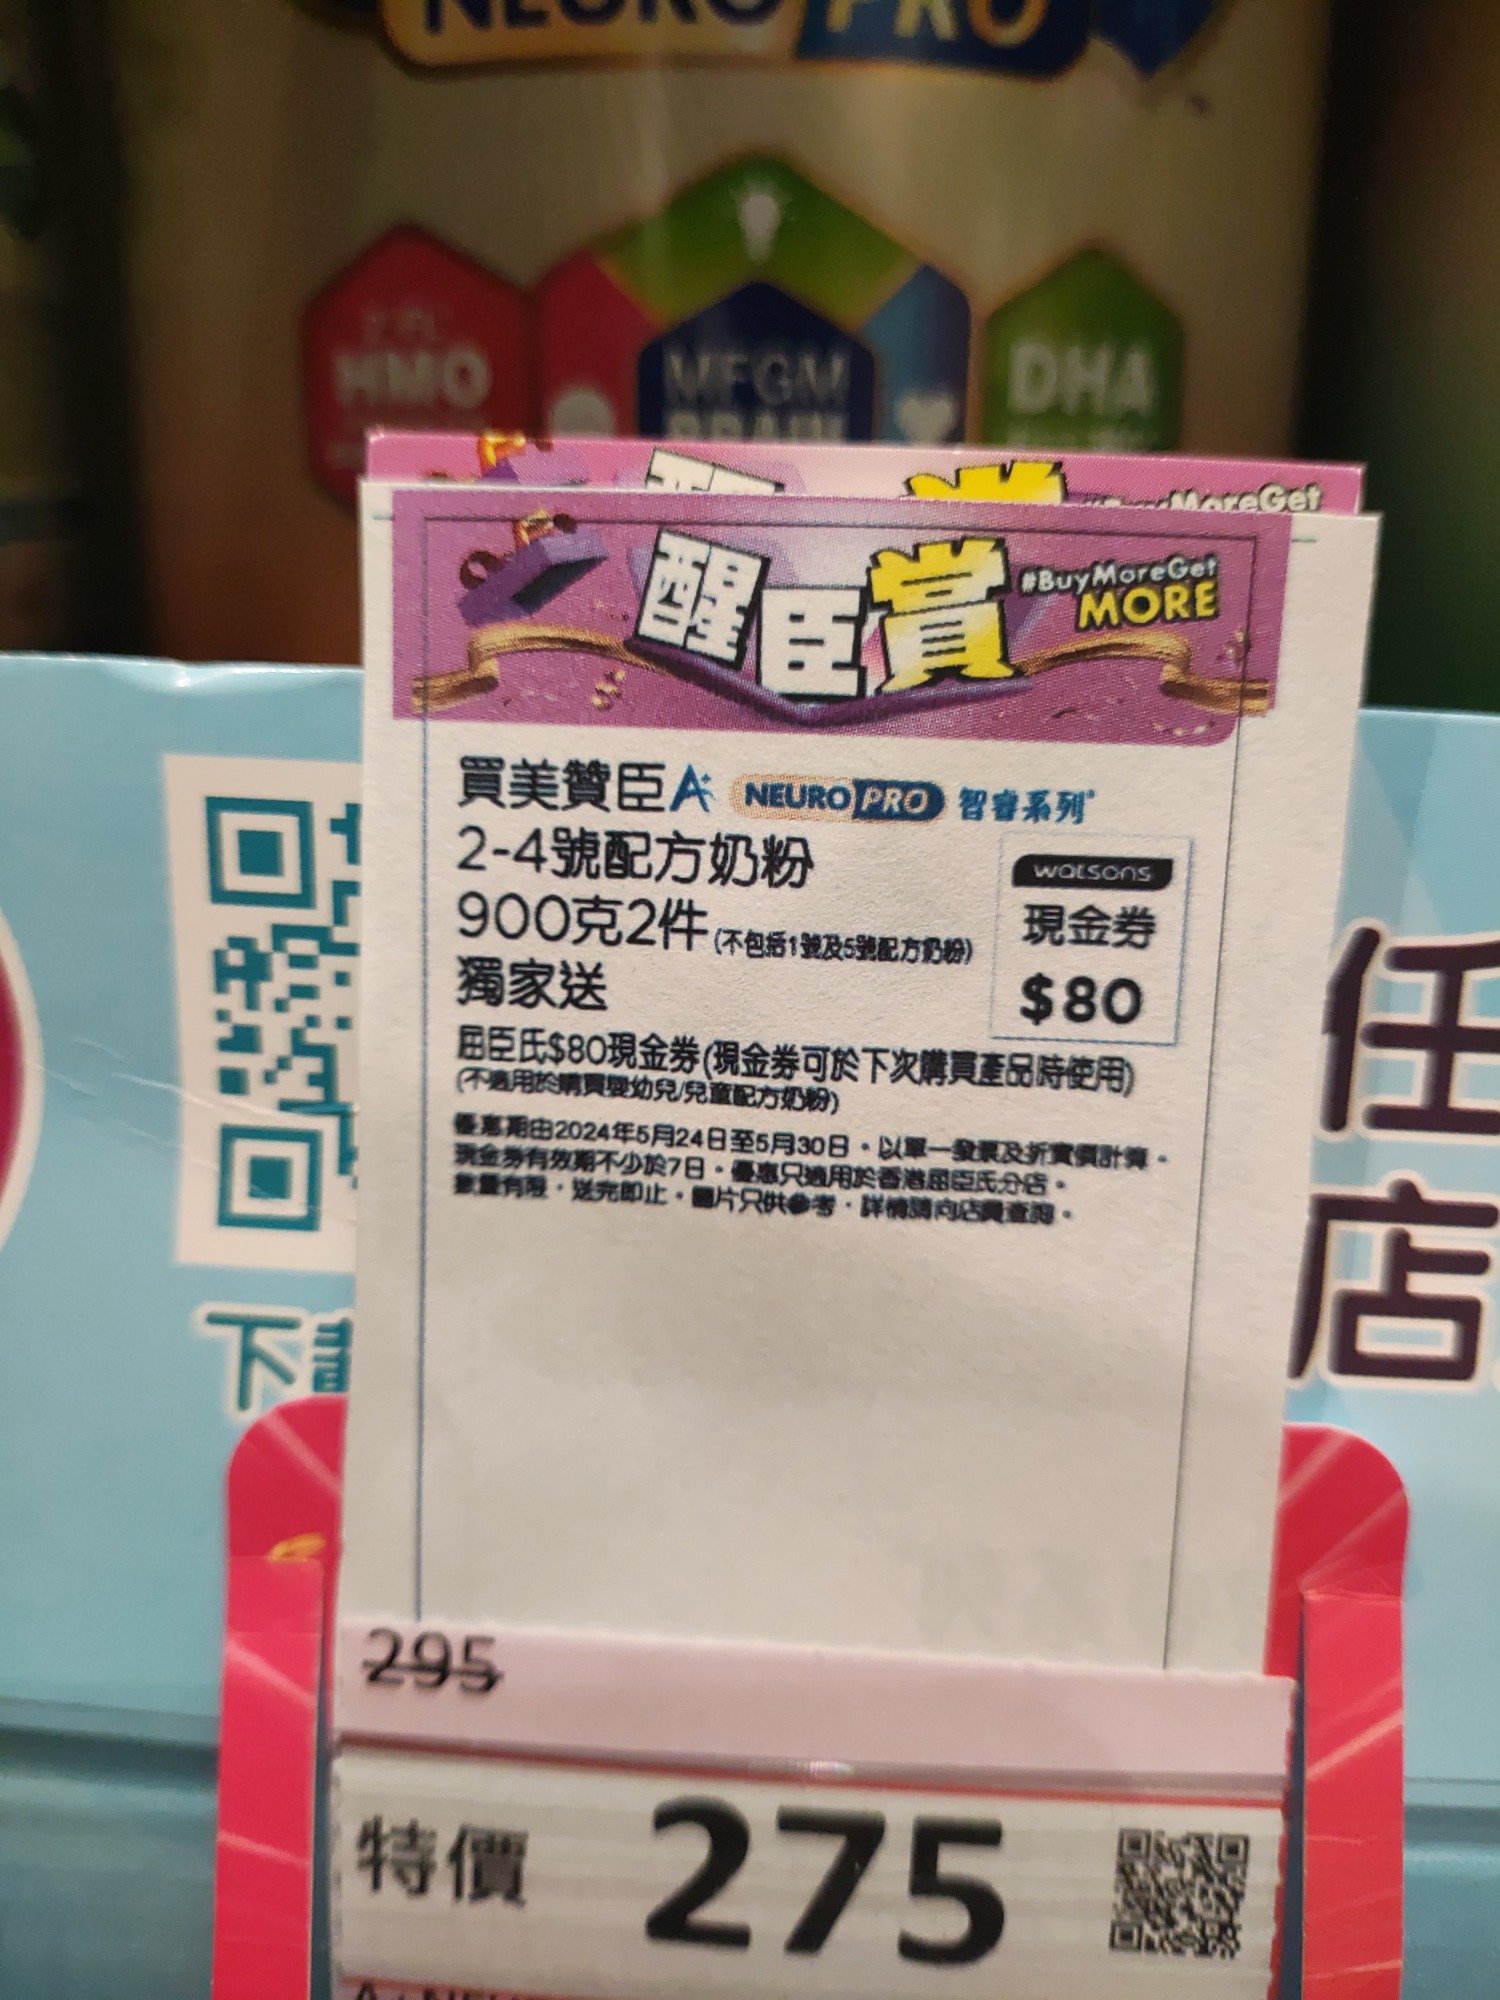 NEURO PRO
HMO
MFGM
BRAIN
DHA
醒 賞 #BuyMoreGet
醒臣賞 #BuyMoreGet
MORE
買美贊臣A+ NEUROPRO 智睿系列
2-4號配方奶粉
900克2件(不包括1號及5號配方奶粉)
獨家送
watsons
現金券
$80
屈臣氏$80現金券(現金券可於下次購買產品時使用)
(不適用於購買嬰幼兒/兒童配方奶粉)
優惠期由2024年5月24日至5月30日。以單一發票及折實價計算。
現金券有效期不少於7日。優惠只適用於香港屈臣氏分店。
數量有限,送完即止。圖片只供參考,詳情請向店員查詢。
下
任
店
295
特價 275